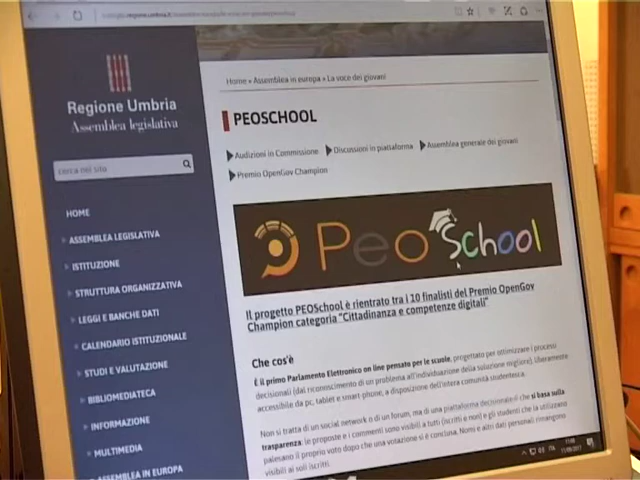 Regione Umbria
Assemblea legislativa
cerca nel sito
HOME
ASSEMBLEA LEGISLATIVA
ISTITUZIONE
STRUTTURA ORGANIZZATIVA
LEGGI E BANCHE DATI
CALENDARIO ISTITUZIONALE
STUDI E VALUTAZIONE
BIBLIOMEDIATECA
INFORMAZIONE
MULTIMEDIA
ASSEMBLEA IN EUROPA
Home » Assemblea in europa » La voce dei giovani
PEOSCHOOL
Audizioni in Commissione Discussioni in piattaforma Assemblea generale dei giovani
Premio OpenGov Champion
PeoSchool
Il progetto PEOSchool è rientrato tra i 10 finalisti del Premio OpenGov
Champion categoria "Cittadinanza e competenze digitali"
Che cos'è
È il primo Parlamento Elettronico on line pensato per le scuole, progettato per ottimizzare i processi
decisionali (dal riconoscimento di un problema all'individuazione della soluzione migliore), liberamente
accessibile da pc, tablet e smart-phone, a disposizione dell'intera comunità studentesca.
Non si tratta di un social network o di un forum, ma di una piattaforma decisionale che si basa sulla
trasparenza: le proposte e i commenti sono visibili a tutti (iscritti e non) e gli studenti che la utilizzano
palesano il proprio voto dopo che una votazione si è conclusa. Nomi e altri dati personali rimangono
visibili ai soli iscritti.